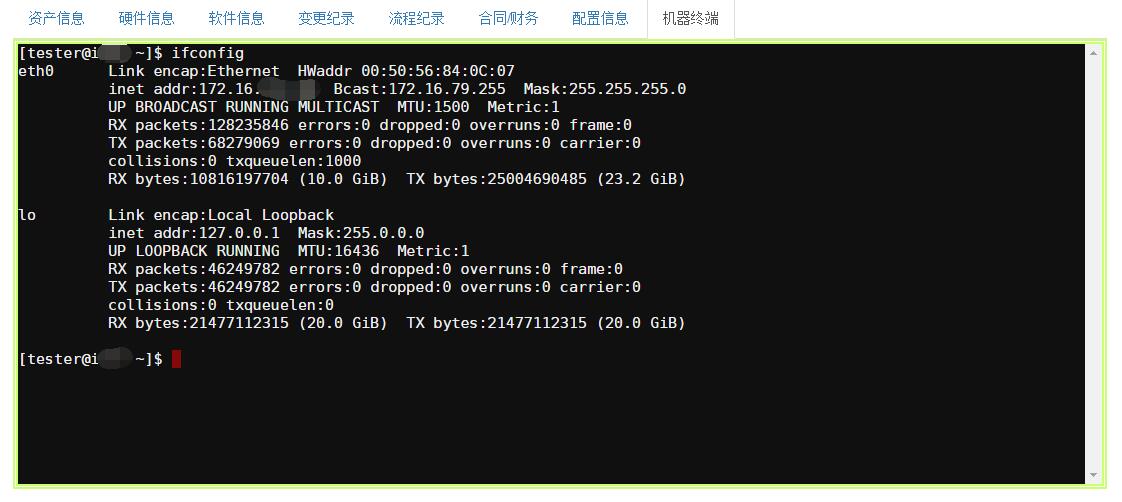 资产信息 硬件信息 软件信息 变更纪录 流程纪录 合同/财务 配置信息 机器终端
[tester@i ~]$ ifconfig
eth0 Link encap:Ethernet HWaddr 00:50:56:84:0C:07
inet addr:172.16. Bcast:172.16.79.255 Mask:255.255.255.0
UP BROADCAST RUNNING MULTICAST MTU:1500 Metric:1
RX packets:128235846 errors:0 dropped:0 overruns:0 frame:0
TX packets:68279069 errors:0 dropped:0 overruns:0 carrier:0
collisions:0 txqueuelen:1000
RX bytes:10816197704 (10.0 GiB) TX bytes:25004690485 (23.2 GiB)
lo Link encap:Local Loopback
inet addr:127.0.0.1 Mask:255.0.0.0
UP LOOPBACK RUNNING MTU:16436 Metric:1
RX packets:46249782 errors:0 dropped:0 overruns:0 frame:0
TX packets:46249782 errors:0 dropped:0 overruns:0 carrier:0
collisions:0 txqueuelen:0
RX bytes:21477112315 (20.0 GiB) TX bytes:21477112315 (20.0 GiB)
[tester@i ~]$